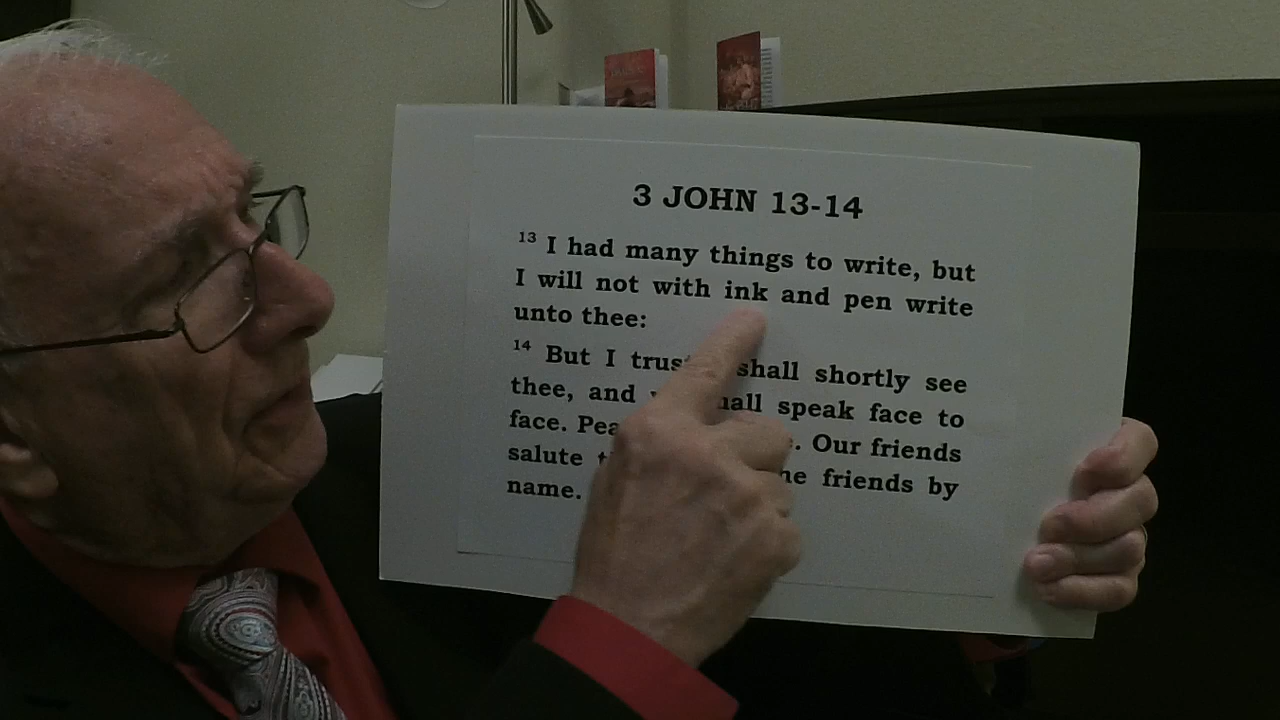 3 JOHN 13-14
13 I had many things to write, but
I will not with ink and pen write
unto thee:
14 But I trus shall shortly see
thee, and all speak face to
face. Pea . Our friends
salute he friends by
name.